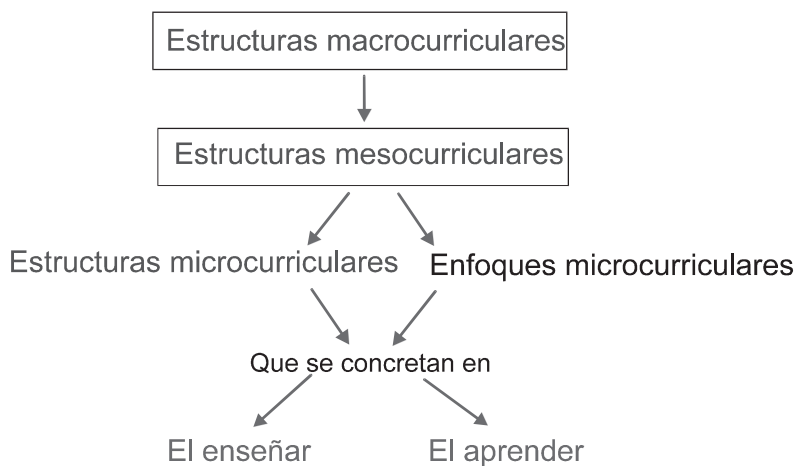 Estructuras macrocurriculares
Estructuras mesocurriculares
Estructuras microcurriculares
Enfoques microcurriculares
Que se concretan en
El enseñar
El aprender